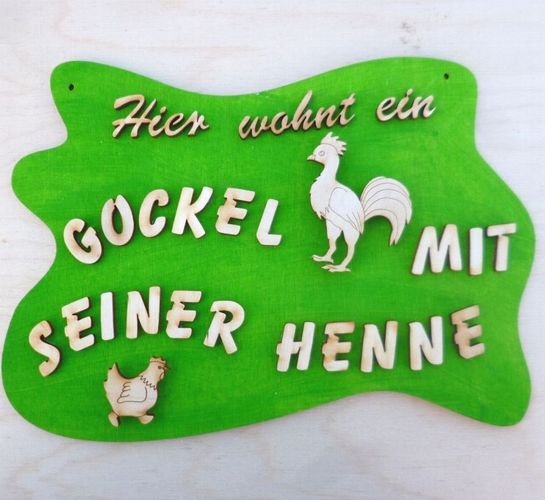 Hier wohnt ein
GOCKEL MIT
SEINER HENNE